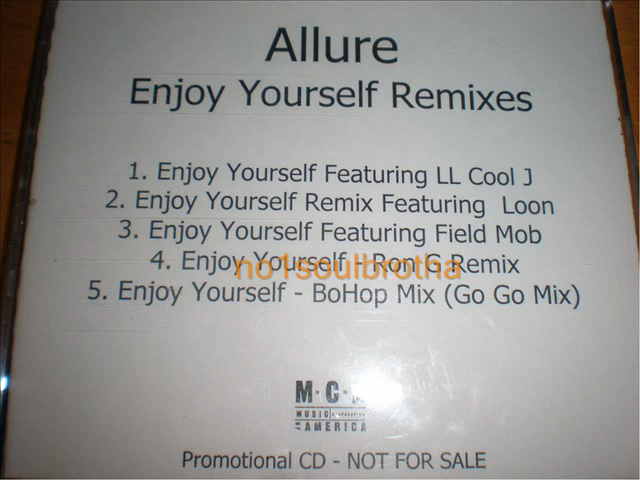 Allure
Enjoy Yourself Remixes
1. Enjoy Yourself Featuring LL Cool J
2. Enjoy Yourself Remix Featuring Loon
3. Enjoy Yourself Featuring Field Mob
4. Enjoy Yourself - Ron G Remix
no1soulbrotha
5. Enjoy Yourself - BoHop Mix (Go Go Mix)
M·C·A
MUSIC
AMERICA
Promotional CD - NOT FOR SALE